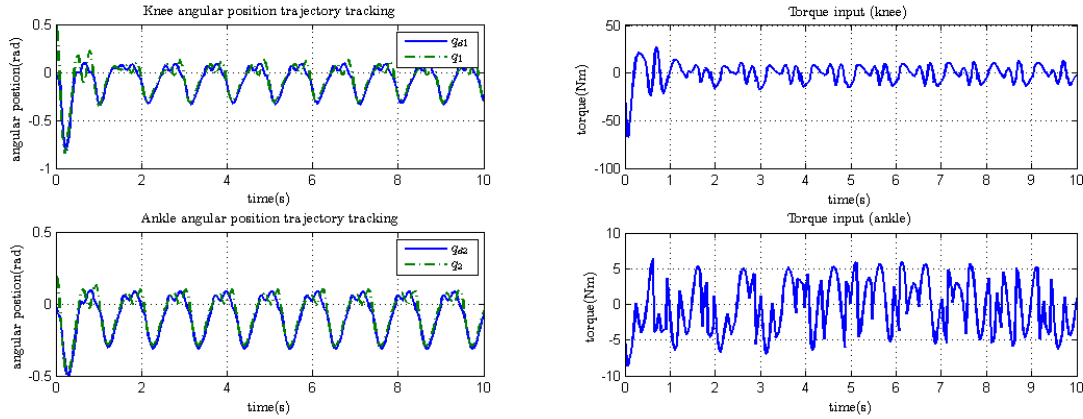 Knee angular position trajectory tracking
angular postion(rad)
0.5
0
-0.5
-1
q_d1
q_1
0 2 4 6 8 10
time(s)
Torque input (knee)
torque(Nm)
50
0
-50
-100
0 1 2 3 4 5 6 7 8 9 10
time(s)
Ankle angular position trajectory tracking
angular postion(rad)
0.5
0
-0.5
q_d2
q_2
0 2 4 6 8 10
time(s)
Torque input (ankle)
torque(Nm)
10
5
0
-5
-10
0 1 2 3 4 5 6 7 8 9 10
time(s)